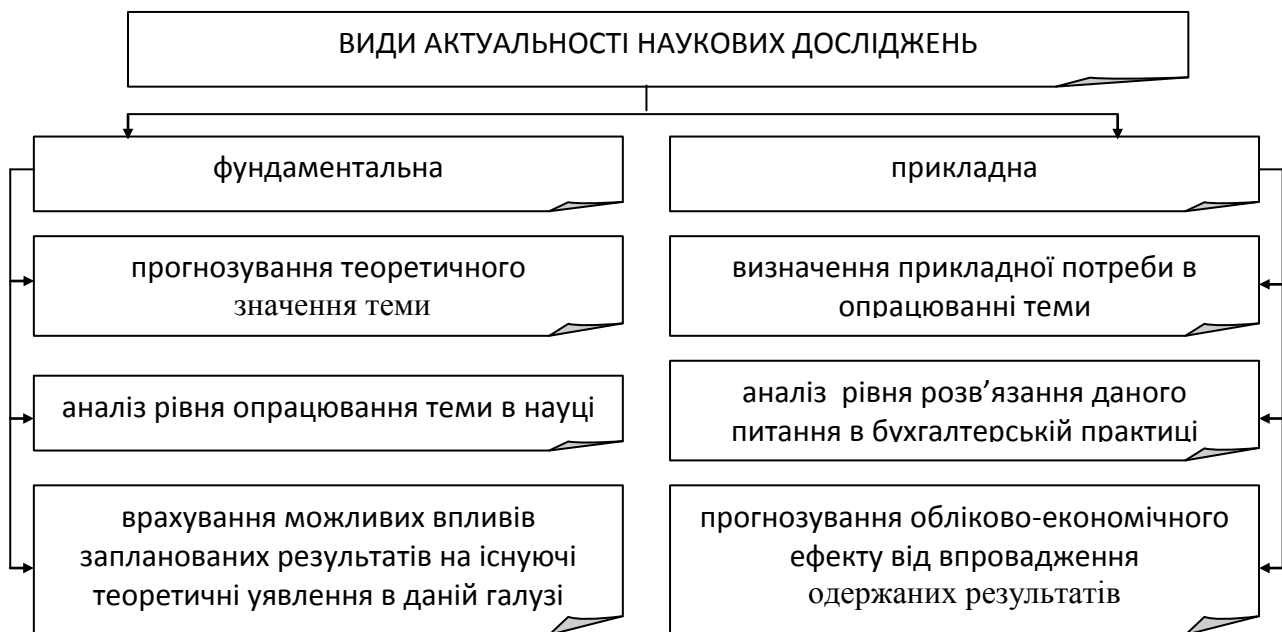 ВИДИ АКТУАЛЬНОСТІ НАУКОВИХ ДОСЛІДЖЕНЬ
фундаментальна
прогнозування теоретичного
значення теми
аналіз рівня опрацювання теми в науці
врахування можливих впливів
запланованих результатів на існуючі
теоретичні уявлення в даній галузі
прикладна
визначення прикладної потреби в
опрацюванні теми
аналіз рівня розв’язання даного
питання в бухгалтерській практиці
прогнозування обліково-економічного
ефекту від впровадження
одержаних результатів